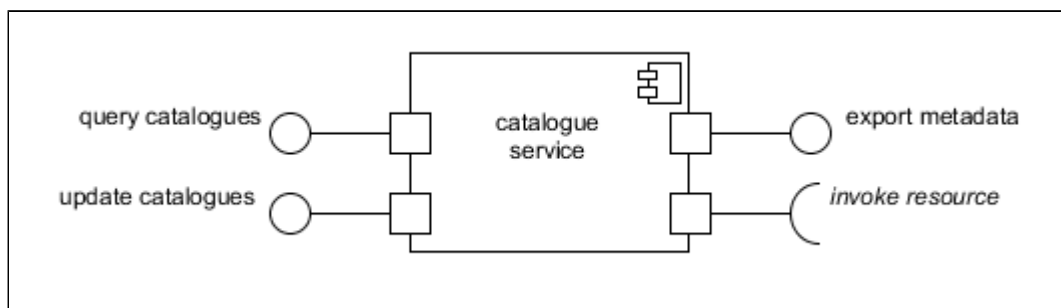 query catalogues
update catalogues
catalogue
service
export metadata
invoke resource